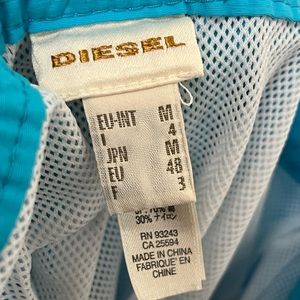 DIESEL
EU-INT M
I 4
JPN M
EU 48
F 3
30% ナイロン
RN 93243
CA 25594
MADE IN CHINA
FABRIQUE' EN
CHINE